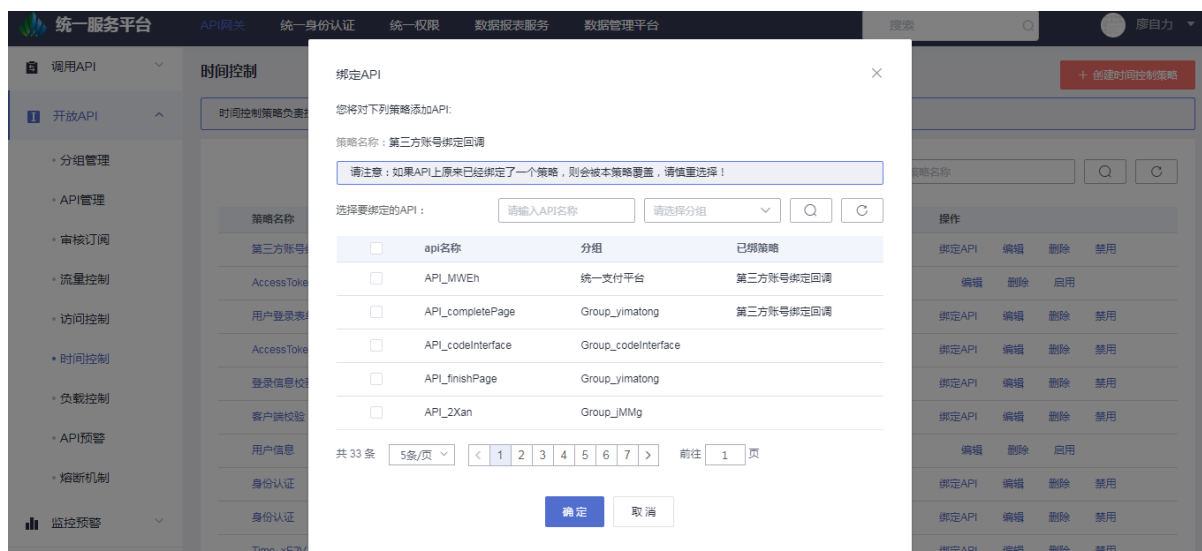 统一服务平台 API网关 统一身份认证 统一权限 数据报表服务 数据管理平台 搜索 廖自力
调用API
开放API
分组管理
API管理
审核订阅
流量控制
访问控制
时间控制
负载控制
API预警
熔断机制
监控预警
时间控制
+ 创建时间控制策略
时间控制策略负责
策略名称
策略名称 操作
第三方账号 绑定API 编辑 删除 禁用
AccessToke 编辑 删除 启用
用户登录表 绑定API 编辑 删除 禁用
AccessToke 绑定API 编辑 删除 禁用
登录信息校 绑定API 编辑 删除 禁用
客户端校验 绑定API 编辑 删除 禁用
用户信息 编辑 删除 启用
身份认证 绑定API 编辑 删除 禁用
身份认证 绑定API 编辑 删除 禁用
绑定API 编辑 删除 禁用
绑定API
您将对下列策略添加API:
策略名称:第三方账号绑定回调
请注意:如果API上原来已经绑定了一个策略,则会被本策略覆盖,请慎重选择!
选择要绑定的API: 请输入API名称 请选择分组
api名称 分组 已绑策略
API_MWEh 统一支付平台 第三方账号绑定回调
API_completePage Group_yimatong 第三方账号绑定回调
API_codeInterface Group_codeInterface
API_finishPage Group_yimatong
API_2Xan Group_jMMg
共 33 条 5条/页 < 1 2 3 4 5 6 7 > 前往 1 页
确定 取消